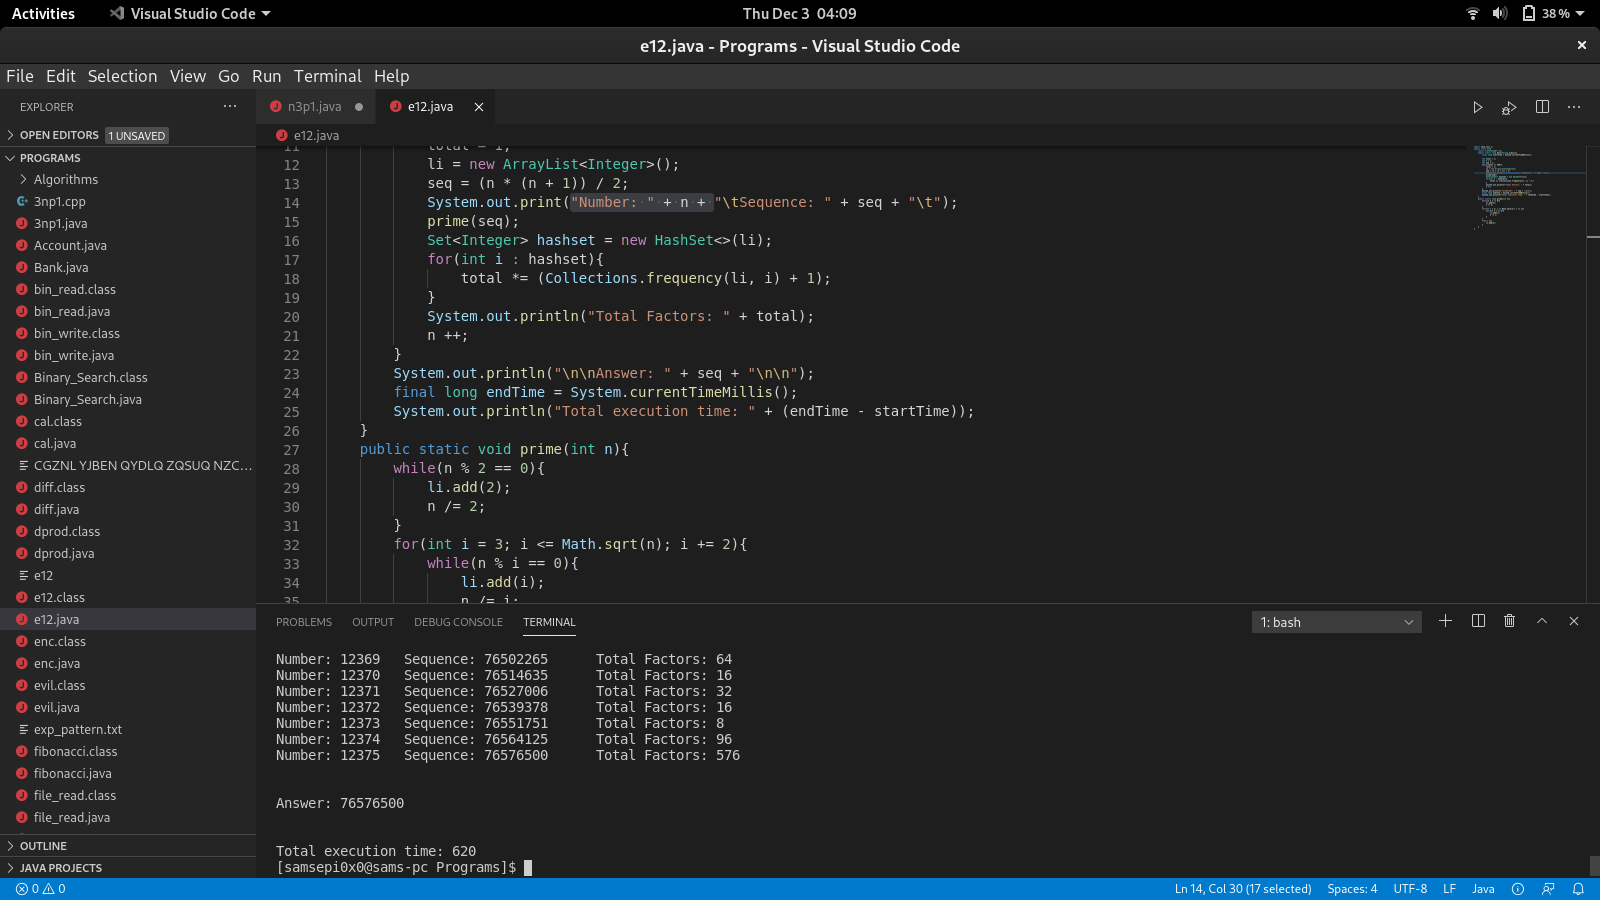 Activities
Visual Studio Code
Thu Dec 3 04:09
38 %
e12.java - Programs - Visual Studio Code
File Edit Selection View Go Run Terminal Help
EXPLORER
OPEN EDITORS 1 UNSAVED
PROGRAMS
Algorithms
3np1.cpp
3np1.java
Account.java
Bank.java
bin_read.class
bin_read.java
bin_write.class
bin_write.java
Binary_Search.class
Binary_Search.java
cal.class
cal.java
CGZNL YJBEN QYDLQ ZQSUQ NZC...
diff.class
diff.java
dprod.class
dprod.java
e12
e12.class
e12.java
enc.class
enc.java
evil.class
evil.java
exp_pattern.txt
fibonacci.class
fibonacci.java
file_read.class
file_read.java
OUTLINE
JAVA PROJECTS
n3p1.java
e12.java
e12.java
11 total = 1;
12 li = new ArrayList<Integer>();
13 seq = (n * (n + 1)) / 2;
14 System.out.print("Number: " + n + "\tSequence: " + seq + "\t");
15 prime(seq);
16 Set<Integer> hashset = new HashSet<>(li);
17 for(int i : hashset){
18 total *= (Collections.frequency(li, i) + 1);
19 }
20 System.out.println("Total Factors: " + total);
21 n ++;
22 }
23 System.out.println("\n\nAnswer: " + seq + "\n\n");
24 final long endTime = System.currentTimeMillis();
25 System.out.println("Total execution time: " + (endTime - startTime));
26 }
27 public static void prime(int n){
28 while(n % 2 == 0){
29 li.add(2);
30 n /= 2;
31 }
32 for(int i = 3; i <= Math.sqrt(n); i += 2){
33 while(n % i == 0){
34 li.add(i);
35 n /= i;
PROBLEMS OUTPUT DEBUG CONSOLE TERMINAL
1: bash
Number: 12369 Sequence: 76502265 Total Factors: 64
Number: 12370 Sequence: 76514635 Total Factors: 16
Number: 12371 Sequence: 76527006 Total Factors: 32
Number: 12372 Sequence: 76539378 Total Factors: 16
Number: 12373 Sequence: 76551751 Total Factors: 8
Number: 12374 Sequence: 76564125 Total Factors: 96
Number: 12375 Sequence: 76576500 Total Factors: 576
Answer: 76576500
Total execution time: 620
[samsepi0x0@sams-pc Programs]$
0 0
Ln 14, Col 30 (17 selected) Spaces: 4 UTF-8 LF Java